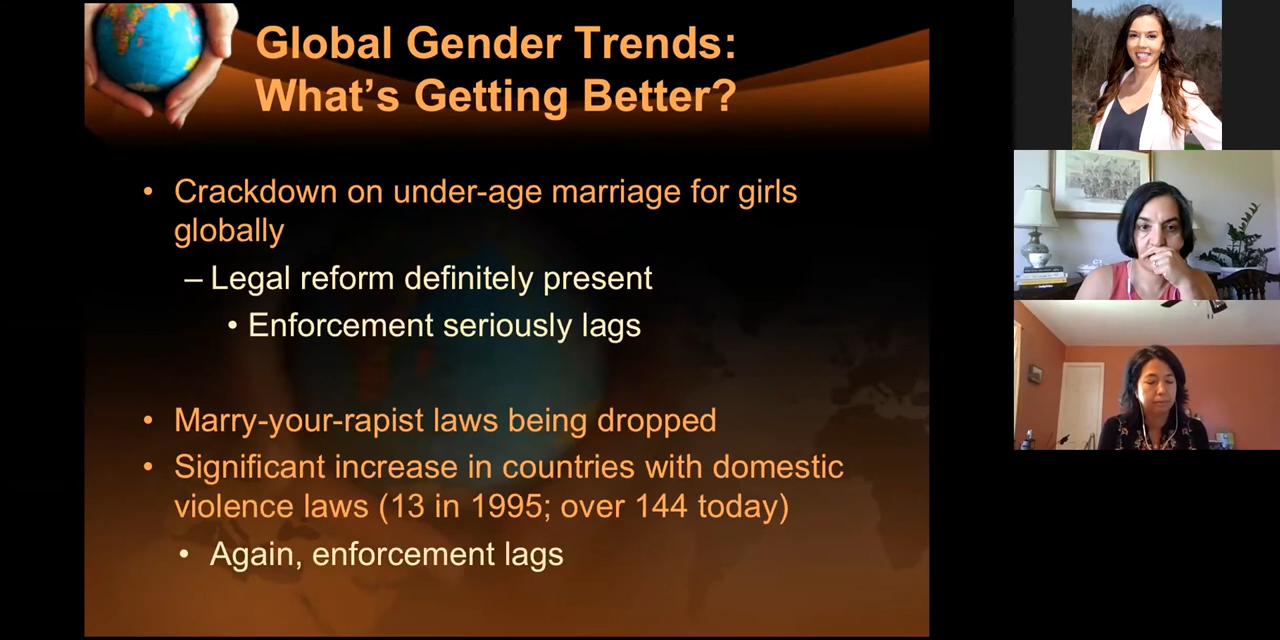 Global Gender Trends:
What's Getting Better?
• Crackdown on under-age marriage for girls
globally
– Legal reform definitely present
• Enforcement seriously lags
• Marry-your-rapist laws being dropped
• Significant increase in countries with domestic
violence laws (13 in 1995; over 144 today)
• Again, enforcement lags